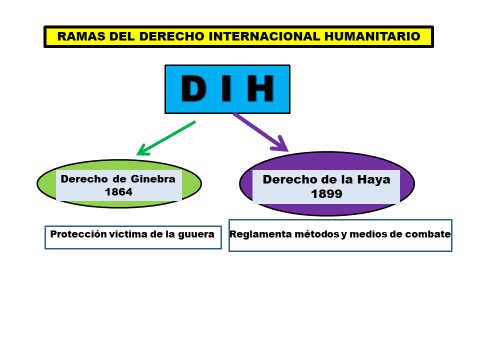 RAMAS DEL DERECHO INTERNACIONAL HUMANITARIO
D I H
Derecho de Ginebra
1864
Derecho de la Haya
1899
Protección victima de la guuera
Reglamenta métodos y medios de combate